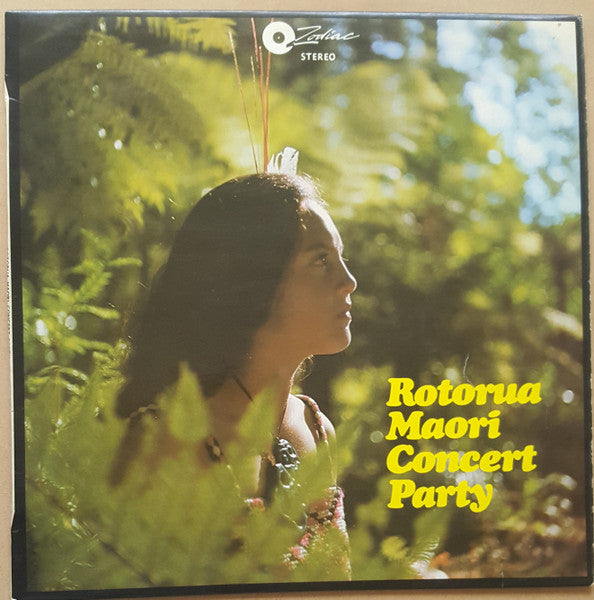 Zodiac
STEREO
Rotorua
Maori
Concert
Party